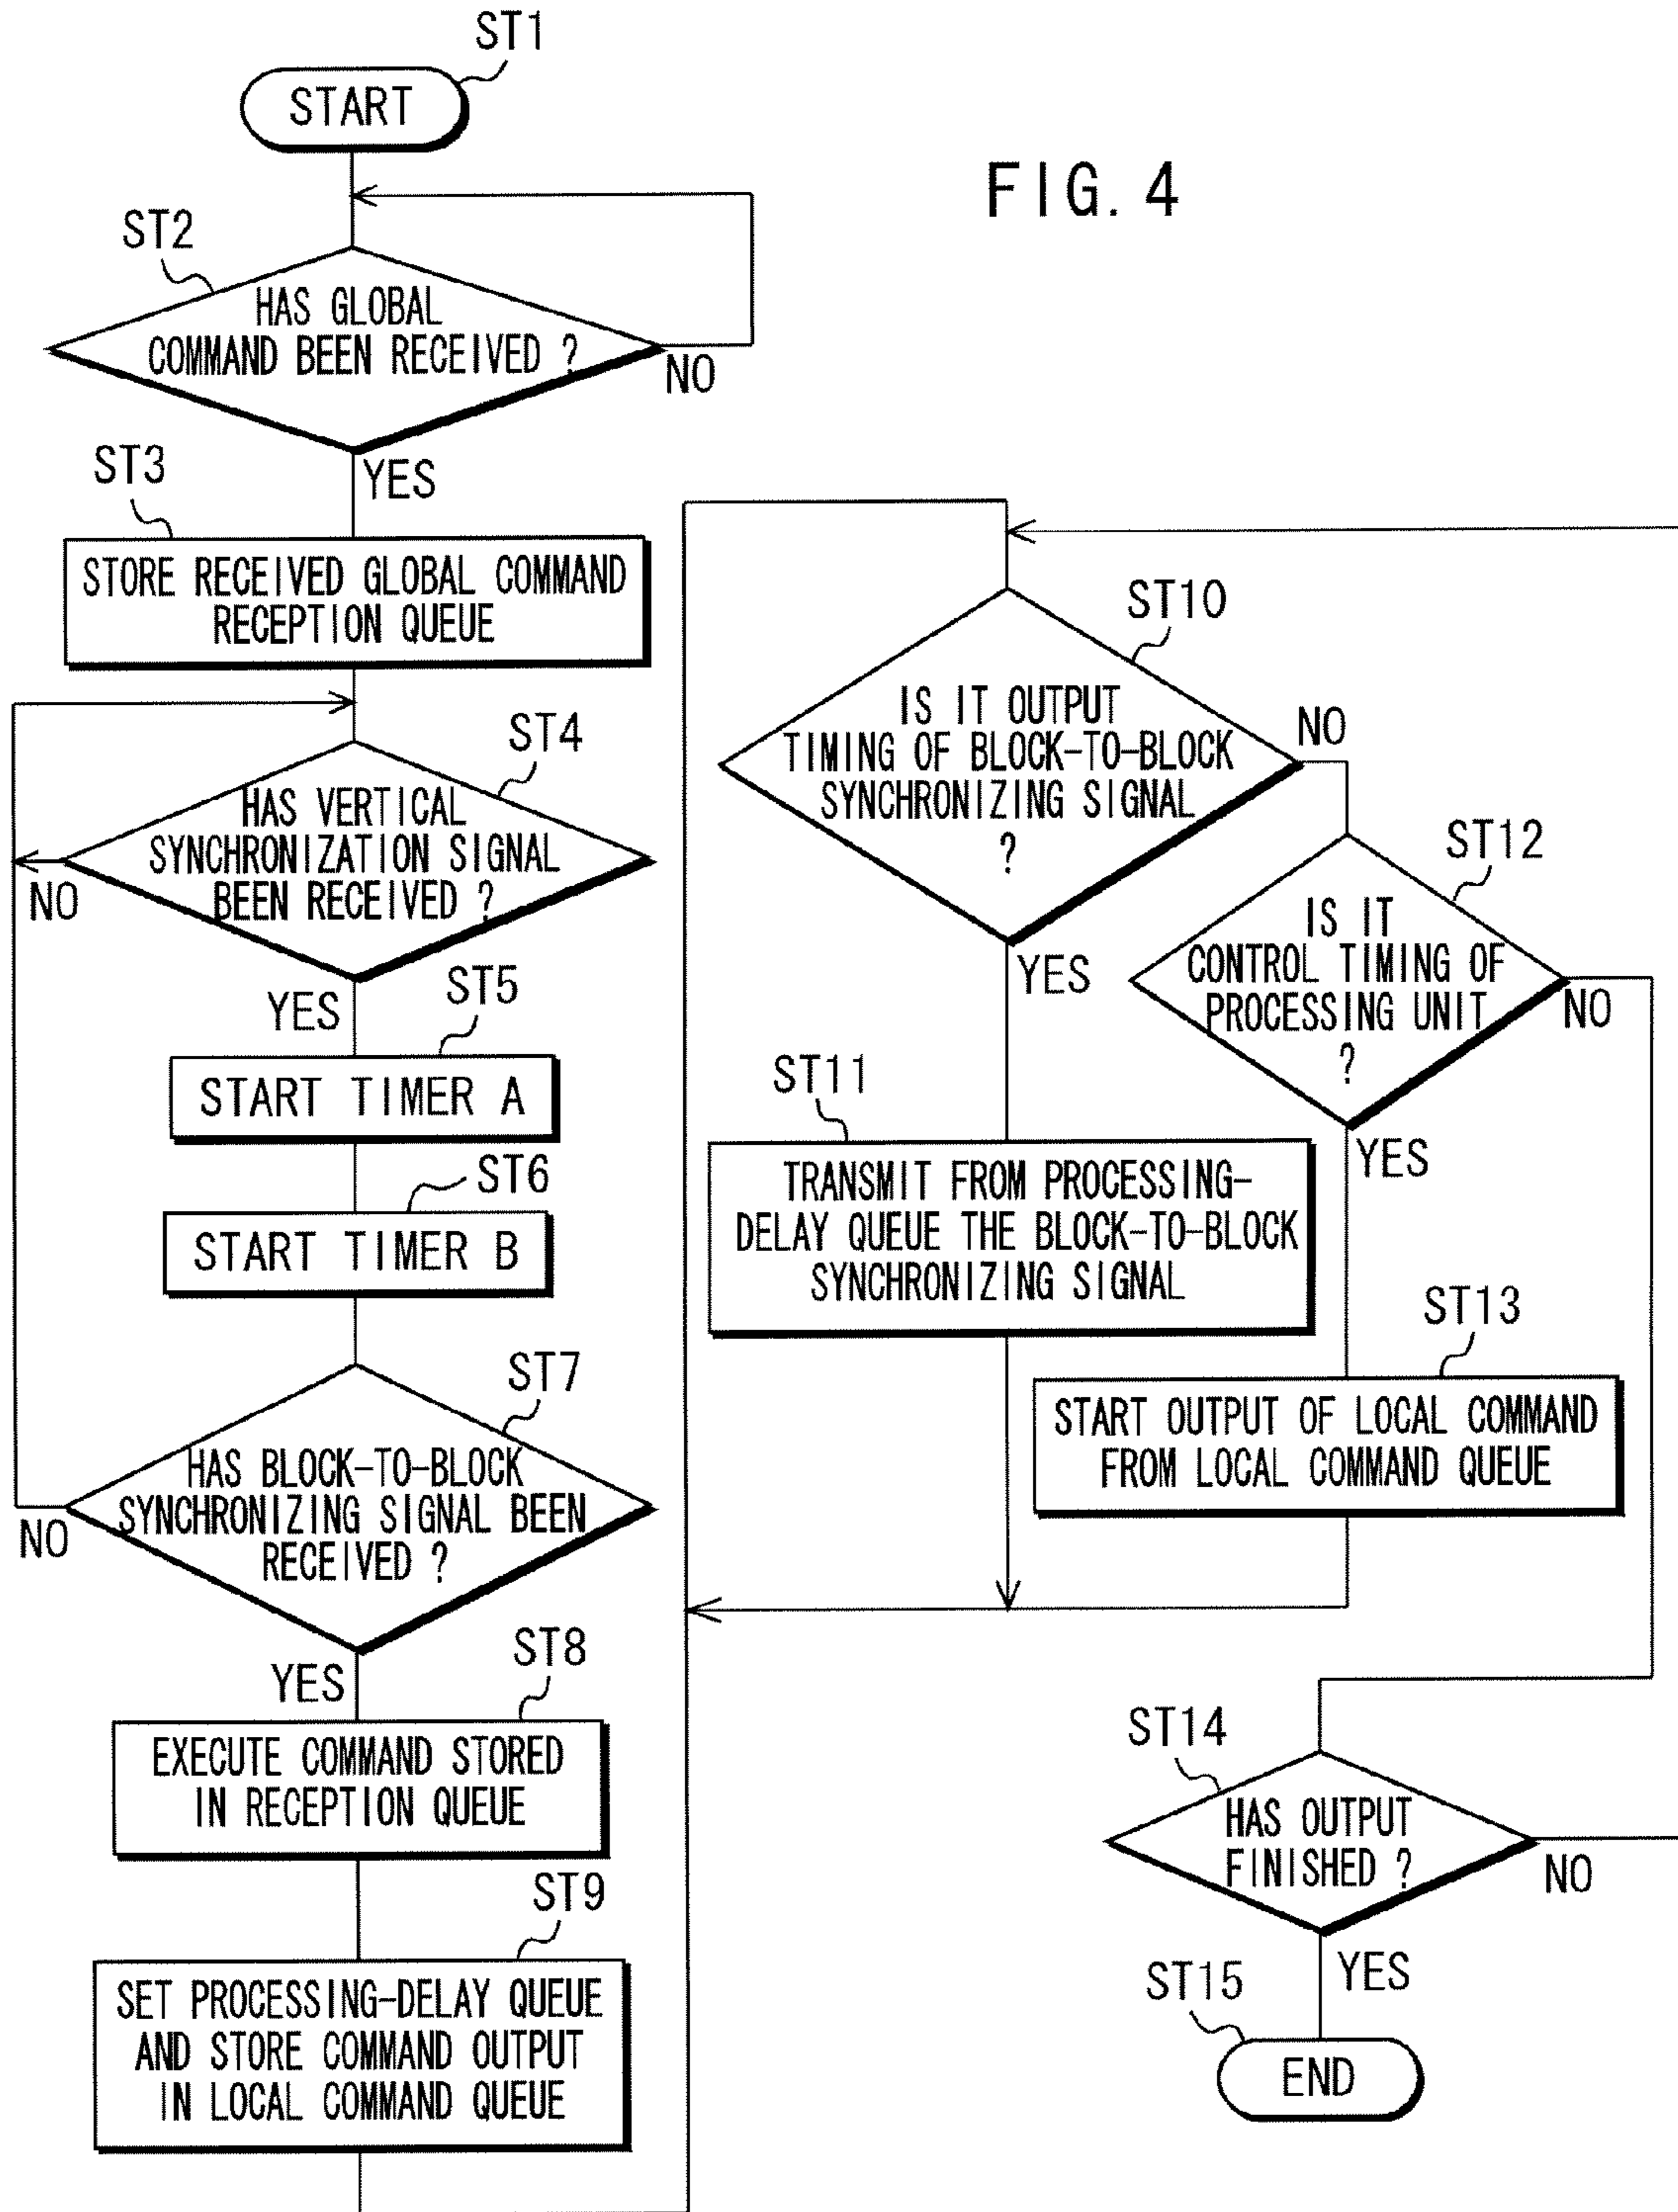 ST1
START
FIG. 4
ST2
HAS GLOBAL
COMMAND BEEN RECEIVED ?
NO
YES
ST3
STORE RECEIVED GLOBAL COMMAND
RECEPTION QUEUE
ST4
HAS VERTICAL
SYNCHRONIZATION SIGNAL
BEEN RECEIVED ?
NO
YES
ST5
START TIMER A
ST6
START TIMER B
ST7
HAS BLOCK-TO-BLOCK
SYNCHRONIZING SIGNAL BEEN
RECEIVED ?
NO
YES
ST8
EXECUTE COMMAND STORED
IN RECEPTION QUEUE
ST9
SET PROCESSING-DELAY QUEUE
AND STORE COMMAND OUTPUT
IN LOCAL COMMAND QUEUE
ST10
IS IT OUTPUT
TIMING OF BLOCK-TO-BLOCK
SYNCHRONIZING SIGNAL
?
NO
YES
ST11
TRANSMIT FROM PROCESSING-
DELAY QUEUE THE BLOCK-TO-BLOCK
SYNCHRONIZING SIGNAL
ST12
IS IT
CONTROL TIMING OF
PROCESSING UNIT
?
NO
YES
ST13
START OUTPUT OF LOCAL COMMAND
FROM LOCAL COMMAND QUEUE
ST14
HAS OUTPUT
FINISHED ?
NO
YES
ST15
END